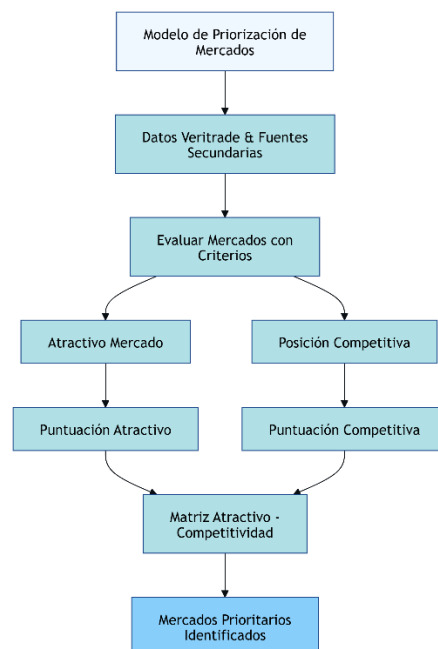 Modelo de Priorización de
Mercados
Datos Veritrade & Fuentes
Secundarias
Evaluar Mercados con
Criterios
Atractivo Mercado
Posición Competitiva
Puntuación Atractivo
Puntuación Competitiva
Matriz Atractivo -
Competitividad
Mercados Prioritarios
Identificados